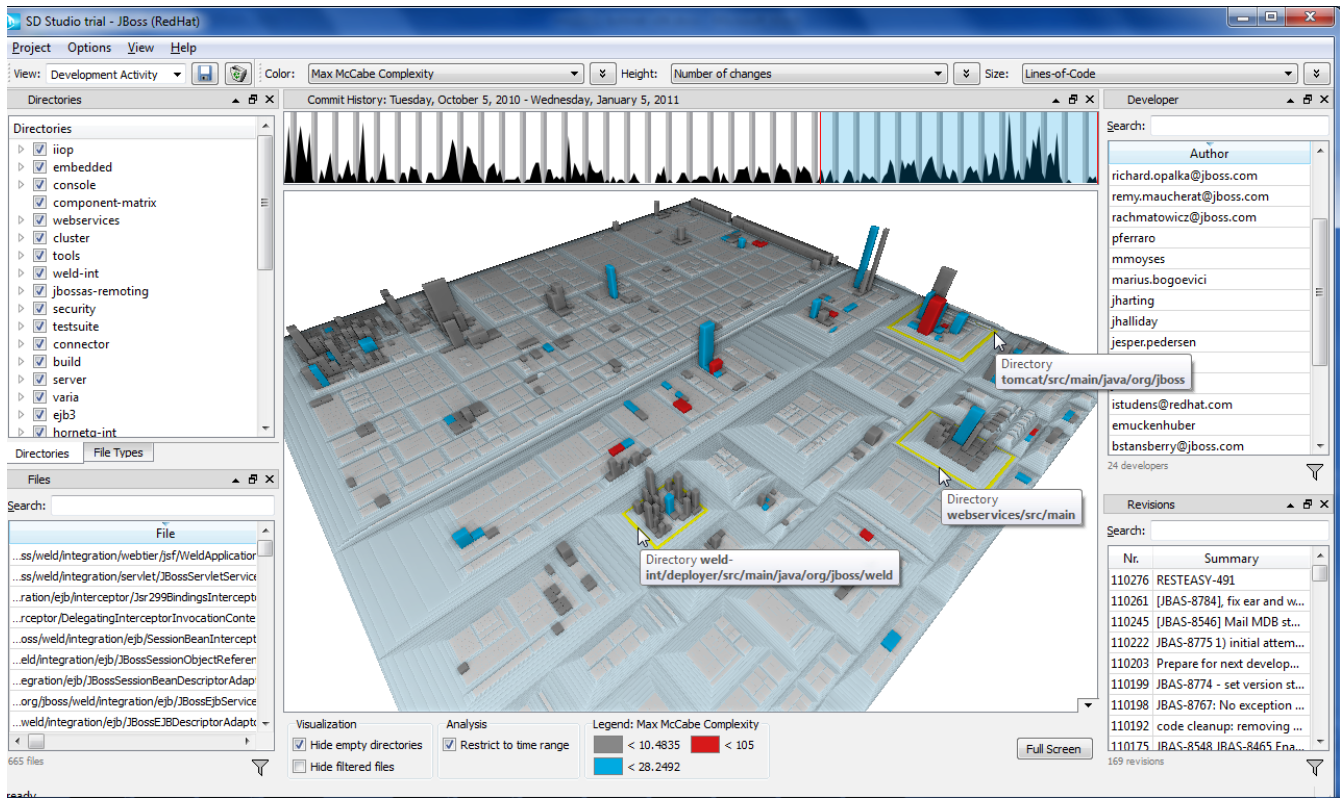 SD Studio trial - JBoss (RedHat)
Project Options View Help
View: Development Activity Color: Max McCabe Complexity Height: Number of changes Size: Lines-of-Code
Directories
Directories
iiop
embedded
console
component-matrix
webservices
cluster
tools
weld-int
jbossas-remoting
security
testsuite
connector
build
server
varia
ejb3
hornetq-int
Directories File Types
Files
Search:
File
...ss/weld/integration/webtier/jsf/WeldApplication
...ss/weld/integration/servlet/JBossServletService
...ration/ejb/interceptor/Jsr299BindingsIntercept
...rceptor/DelegatingInterceptorInvocationConte
...oss/weld/integration/ejb/SessionBeanIntercept
...eld/integration/ejb/JBossSessionObjectReferen
...egration/ejb/JBossSessionBeanDescriptorAdap
...org/jboss/weld/integration/ejb/JBossEjbService
...weld/integration/ejb/JBossEJBDescriptorAdapto
665 files
ready
Commit History: Tuesday, October 5, 2010 - Wednesday, January 5, 2011
Directory
tomcat/src/main/java/org/jboss
Directory
webservices/src/main
Directory weld-
int/deployer/src/main/java/org/jboss/weld
Visualization
Hide empty directories
Hide filtered files
Analysis
Restrict to time range
Legend: Max McCabe Complexity
< 10.4835 < 105
< 28.2492
Full Screen
Developer
Search:
Author
richard.opalka@jboss.com
remy.maucherat@jboss.com
rachmatowicz@jboss.com
pferraro
mmoyses
marius.bogoevici
jharting
jhalliday
jesper.pedersen
istudens@redhat.com
emuckenhuber
bstansberry@jboss.com
24 developers
Revisions
Search:
Nr. Summary
110276 RESTEASY-491
110261 [JBAS-8784], fix ear and w...
110245 [JBAS-8546] Mail MDB st...
110222 JBAS-8775 1) initial attem...
110203 Prepare for next develop...
110199 JBAS-8774 - set version st...
110198 JBAS-8767: No exception ...
110192 code cleanup: removing ...
110175 JBAS-8548 JBAS-8465 Ena...
169 revisions